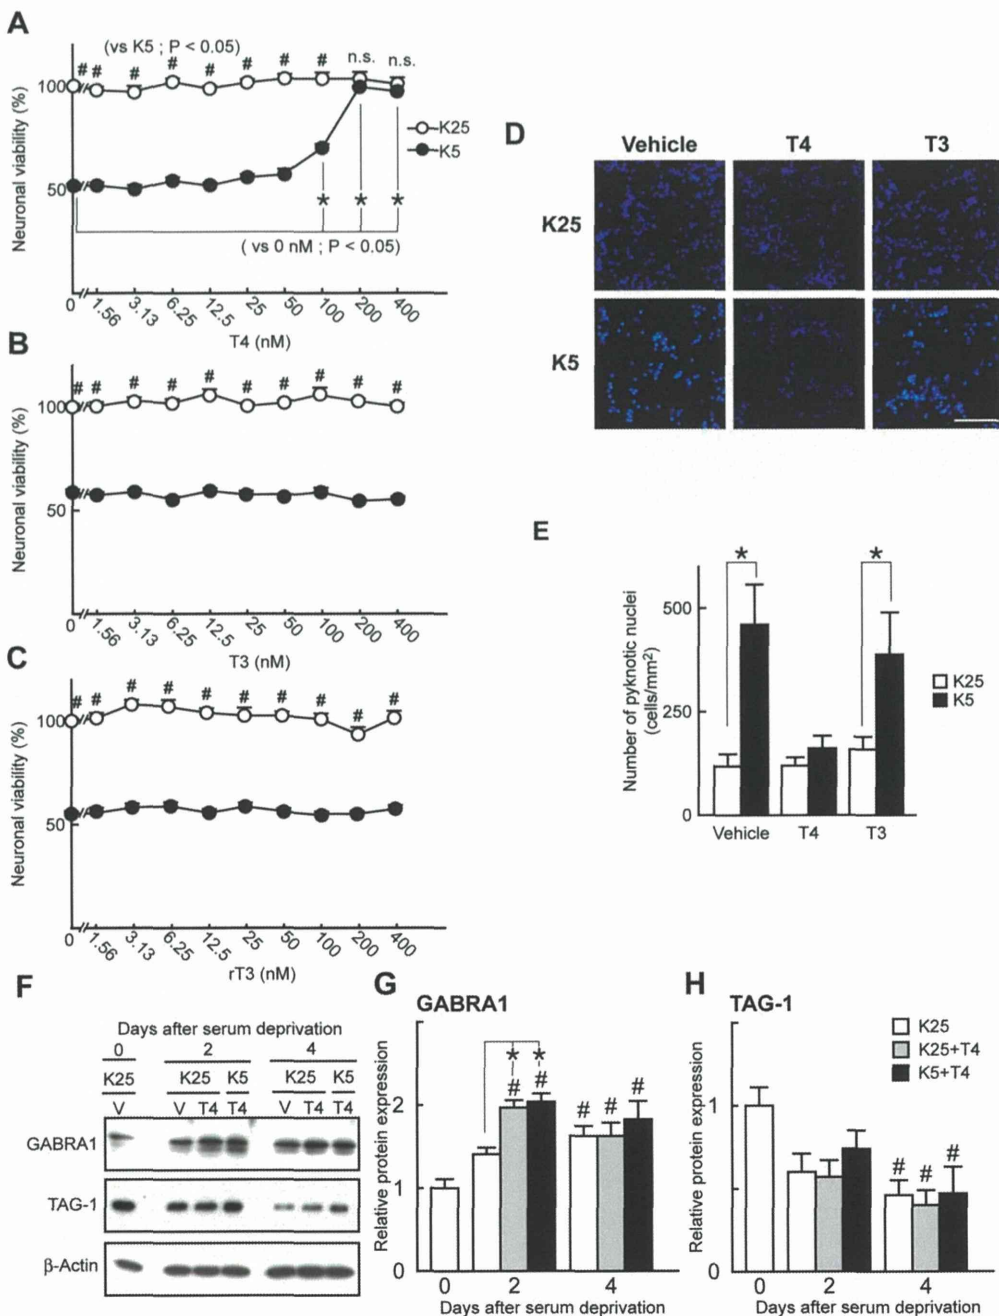 A
(vs K5 ; P < 0.05)
# # # # # # # # n.s. n.s.
100
50
Neuronal viability (%)
K25
K5
* * *
( vs 0 nM ; P < 0.05)
0 1.56 3.13 6.25 12.5 25 50 100 200 400
T4 (nM)
B
# # # # # # # # # #
100
50
Neuronal viability (%)
0 1.56 3.13 6.25 12.5 25 50 100 200 400
T3 (nM)
C
# # # # # # # # # #
100
50
Neuronal viability (%)
0 1.56 3.13 6.25 12.5 25 50 100 200 400
rT3 (nM)
D
Vehicle T4 T3
K25
K5
E
* *
500
250
0
Number of pyknotic nuclei
(cells/mm²)
K25
K5
Vehicle T4 T3
F
Days after serum deprivation
0 2 4
K25 K25 K5 K25 K5
V V T4 T4 V T4 T4
GABRA1
TAG-1
β-Actin
G
GABRA1
* *
# # # # #
2
1
0
Relative protein expression
0 2 4
Days after serum deprivation
H
TAG-1
K25
K25+T4
K5+T4
# # #
1
0
Relative protein expression
0 2 4
Days after serum deprivation